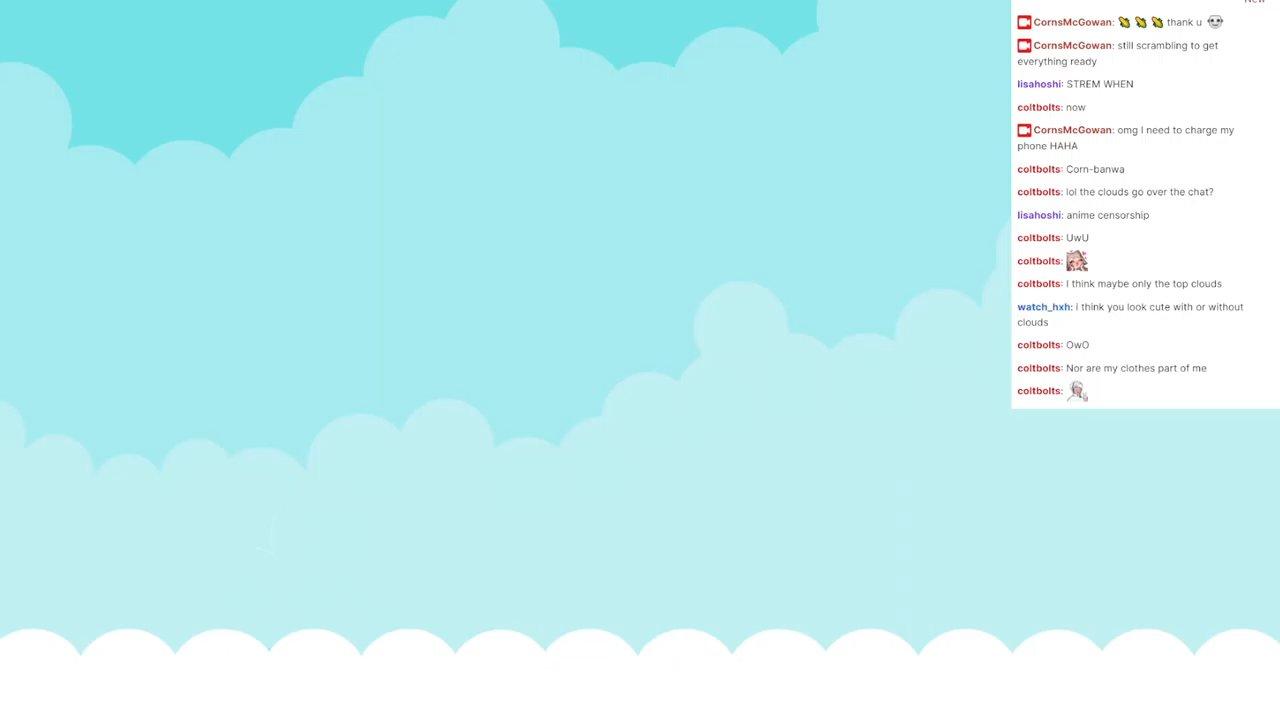 CornsMcGowan: 🌽 🌽 🌽 thank u
CornsMcGowan: still scrambling to get
everything ready
lisahoshi: STREM WHEN
coltbolts: now
CornsMcGowan: omg I need to charge my
phone HAHA
coltbolts: Corn-banwa
coltbolts: lol the clouds go over the chat?
lisahoshi: anime censorship
coltbolts: UwU
coltbolts:
coltbolts: I think maybe only the top clouds
watch_hxh: i think you look cute with or without
clouds
coltbolts: OwO
coltbolts: Nor are my clothes part of me
coltbolts: